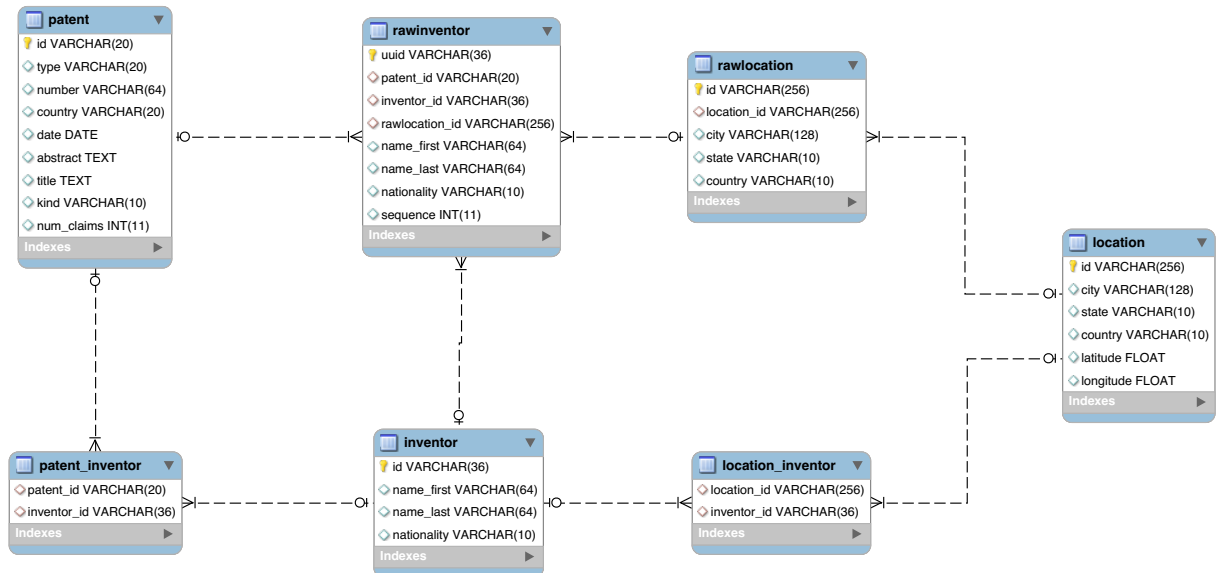 patent
id VARCHAR(20)
type VARCHAR(20)
number VARCHAR(64)
country VARCHAR(20)
date DATE
abstract TEXT
title TEXT
kind VARCHAR(10)
num_claims INT(11)
Indexes
rawinventor
uuid VARCHAR(36)
patent_id VARCHAR(20)
inventor_id VARCHAR(36)
rawlocation_id VARCHAR(256)
name_first VARCHAR(64)
name_last VARCHAR(64)
nationality VARCHAR(10)
sequence INT(11)
Indexes
rawlocation
id VARCHAR(256)
location_id VARCHAR(256)
city VARCHAR(128)
state VARCHAR(10)
country VARCHAR(10)
Indexes
location
id VARCHAR(256)
city VARCHAR(128)
state VARCHAR(10)
country VARCHAR(10)
latitude FLOAT
longitude FLOAT
Indexes
patent_inventor
patent_id VARCHAR(20)
inventor_id VARCHAR(36)
Indexes
inventor
id VARCHAR(36)
name_first VARCHAR(64)
name_last VARCHAR(64)
nationality VARCHAR(10)
Indexes
location_inventor
location_id VARCHAR(256)
inventor_id VARCHAR(36)
Indexes